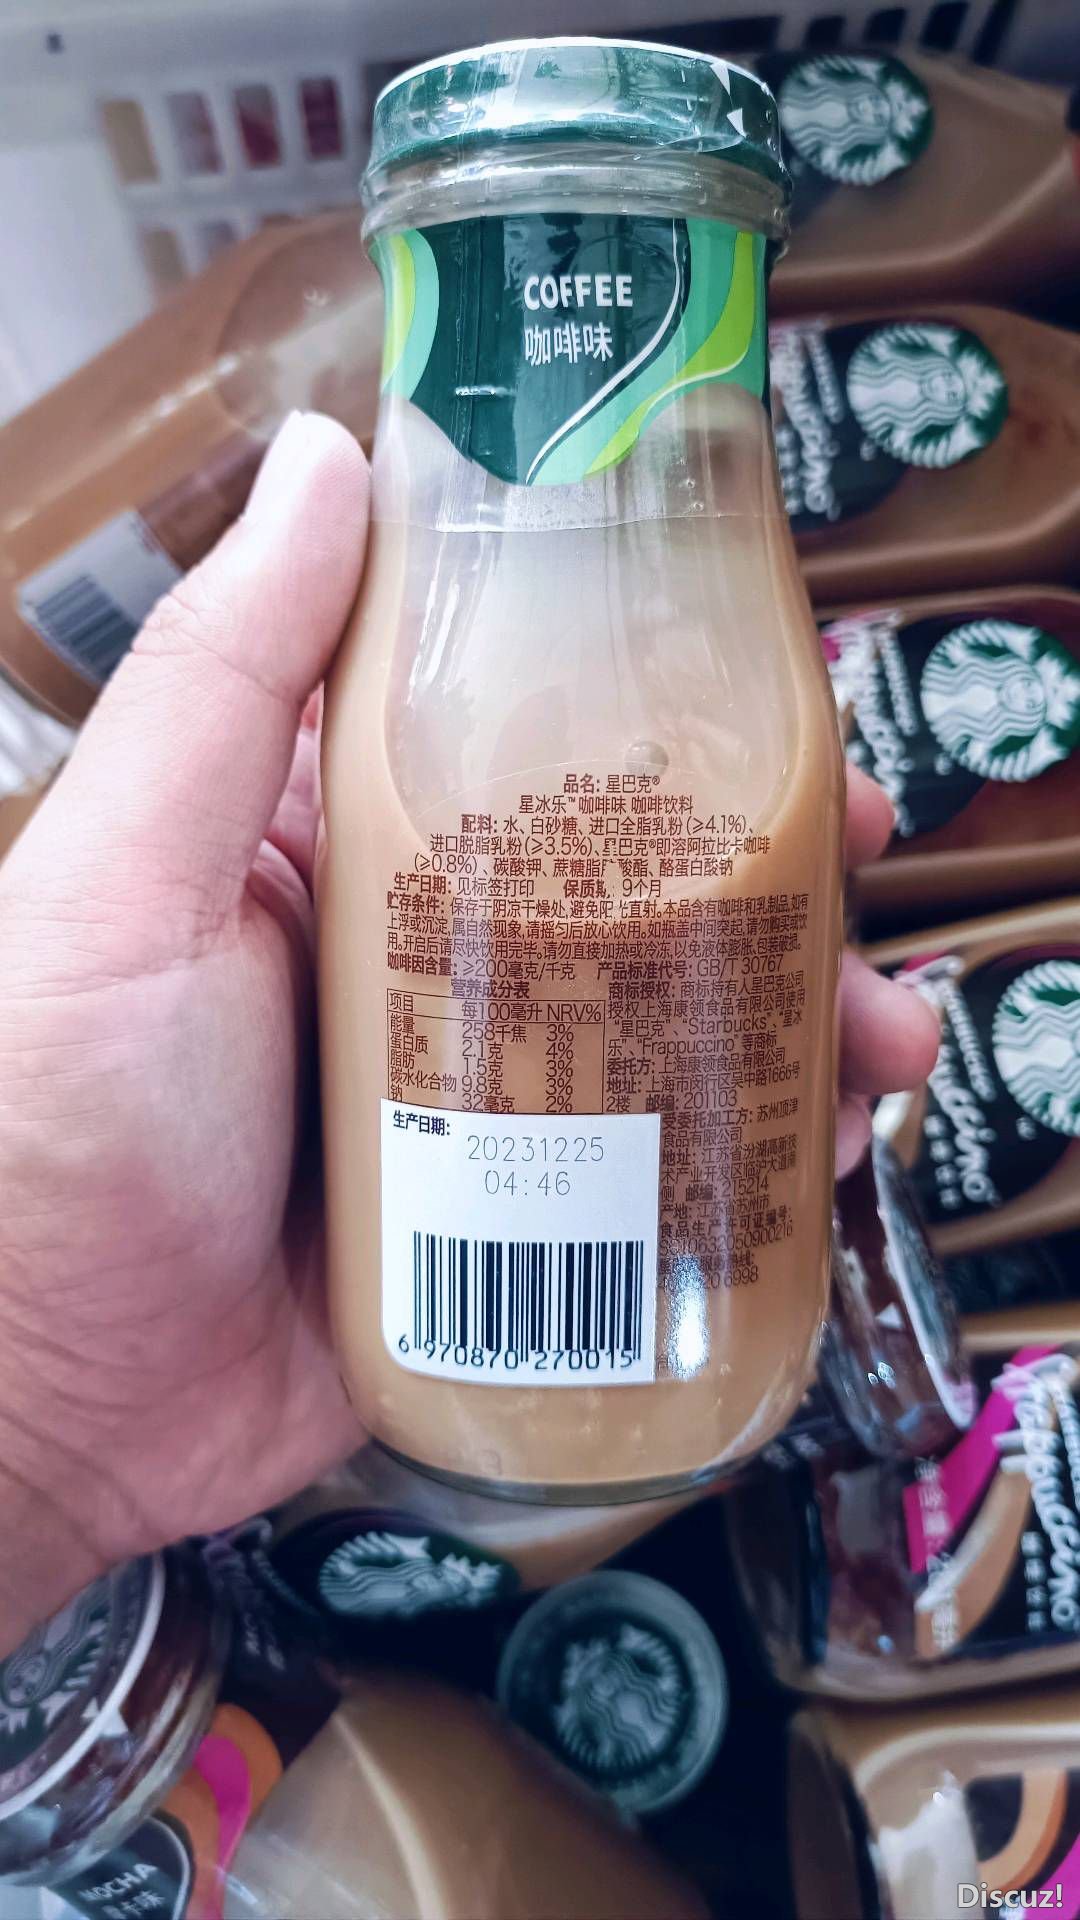 COFFEE
咖啡味
品名: 星巴克®
星冰乐™ 咖啡味 咖啡饮料
配料: 水、白砂糖、进口全脂乳粉(≥4.1%)、
进口脱脂乳粉(≥3.5%)、星巴克®即溶阿拉比卡咖啡
(≥0.8%)、碳酸钾、蔗糖脂肪酸酯、酪蛋白酸钠
生产日期: 见标签打印 保质期: 9个月
贮存条件: 保存于阴凉干燥处,避免阳光直射。本品含有咖啡和乳制品,如有
上浮或沉淀,属自然现象,请摇匀后放心饮用。如瓶盖中间突起,请勿购买或饮
用。开启后请尽快饮用完毕。请勿直接加热或冷冻,以免液体膨胀,包装破损。
咖啡因含量: ≥200毫克/千克 产品标准代号: GB/T 30767
营养成分表
项目 每100毫升 NRV%
能量 258千焦 3%
蛋白质 2.1克 4%
脂肪 1.5克 3%
碳水化合物 9.8克 3%
钠 32毫克 2%
商标授权: 商标持有人星巴克公司
授权上海康领食品有限公司使用
“星巴克”、“Starbucks”、“星冰
乐”、“Frappuccino”等商标
委托方: 上海康领食品有限公司
地址: 上海市闵行区吴中路1666号
2楼 邮编: 201103
受委托加工方: 苏州顶津
食品有限公司
地址: 江苏省汾湖高新技
术产业开发区临沪大道南
侧 邮编: 215214
产地: 江苏省苏州市
食品生产许可证编号:
SC10632050900216
服务热线:
20 6998
生产日期:
20231225
04:46
6 970870 270015
MOCHA
Discuz!